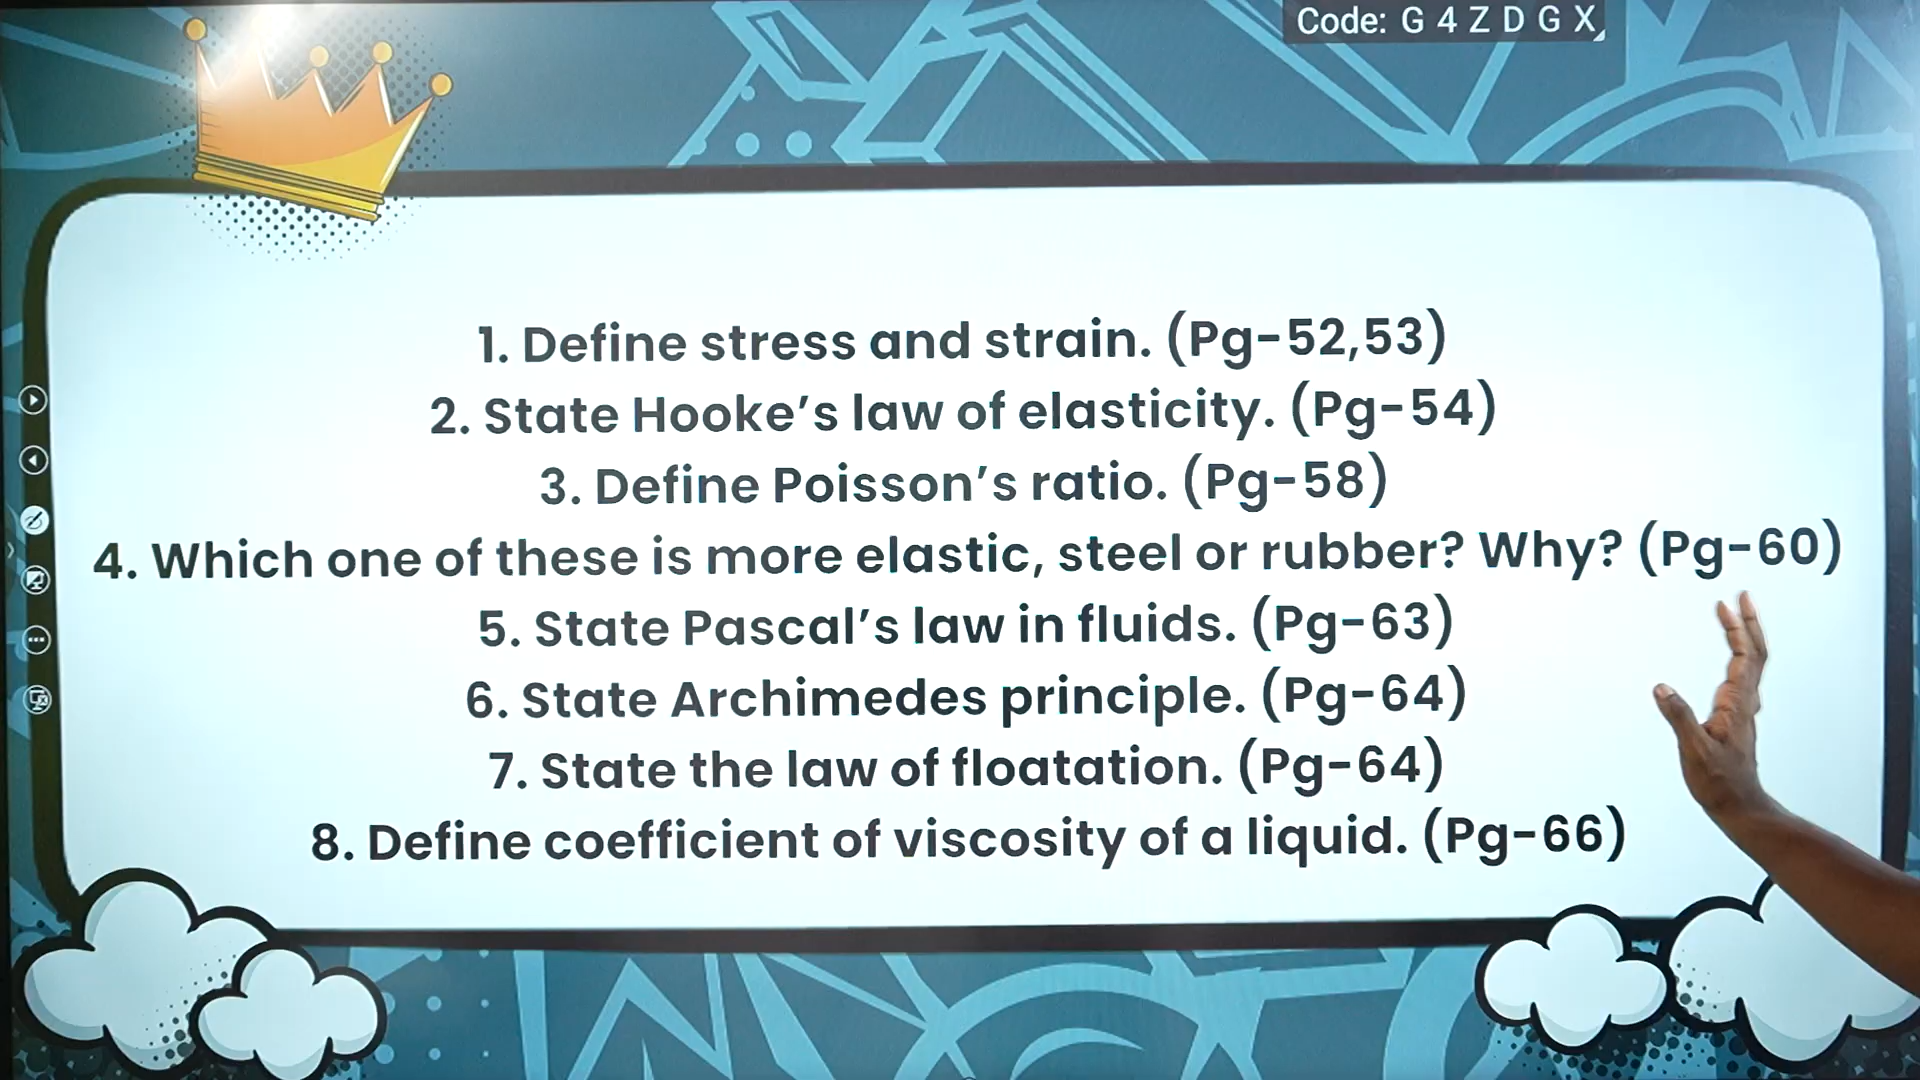 Code: G 4 Z D G X
1. Define stress and strain. (Pg-52,53)
2. State Hooke’s law of elasticity. (Pg-54)
3. Define Poisson’s ratio. (Pg-58)
4. Which one of these is more elastic, steel or rubber? Why? (Pg-60)
5. State Pascal’s law in fluids. (Pg-63)
6. State Archimedes principle. (Pg-64)
7. State the law of floatation. (Pg-64)
8. Define coefficient of viscosity of a liquid. (Pg-66)